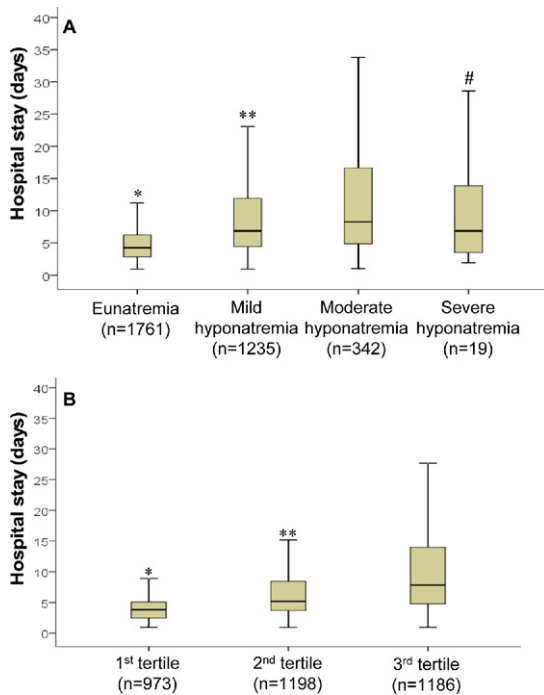 A
Hospital stay (days)
40
35
30
25
20
15
10
5
0
*
**
#
Eunatremia
(n=1761)
Mild
hyponatremia
(n=1235)
Moderate
hyponatremia
(n=342)
Severe
hyponatremia
(n=19)
B
Hospital stay (days)
40
35
30
25
20
15
10
5
0
*
**
1st tertile
(n=973)
2nd tertile
(n=1198)
3rd tertile
(n=1186)